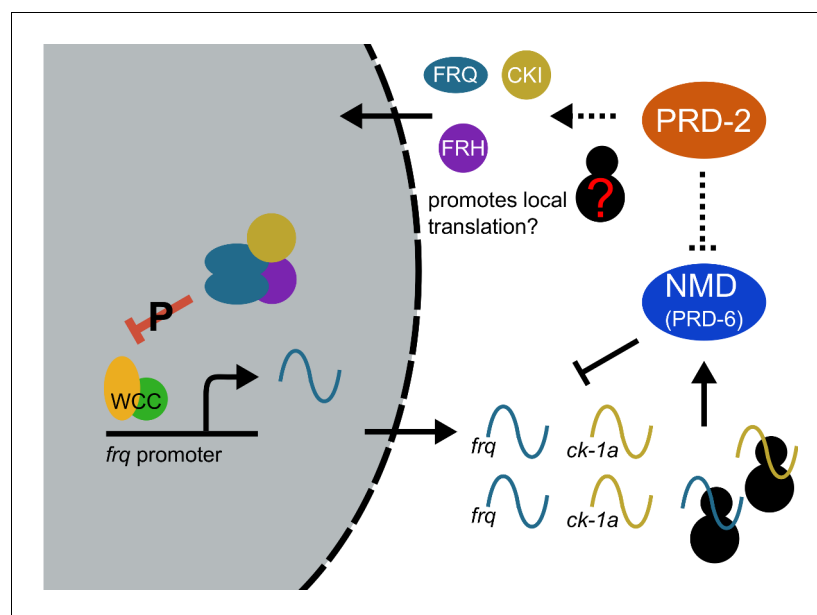 FRQ
CKI
PRD-2
FRH
?
promotes local
translation?
NMD
(PRD-6)
P
WCC
frq promoter
frq
ck-1a
frq
ck-1a